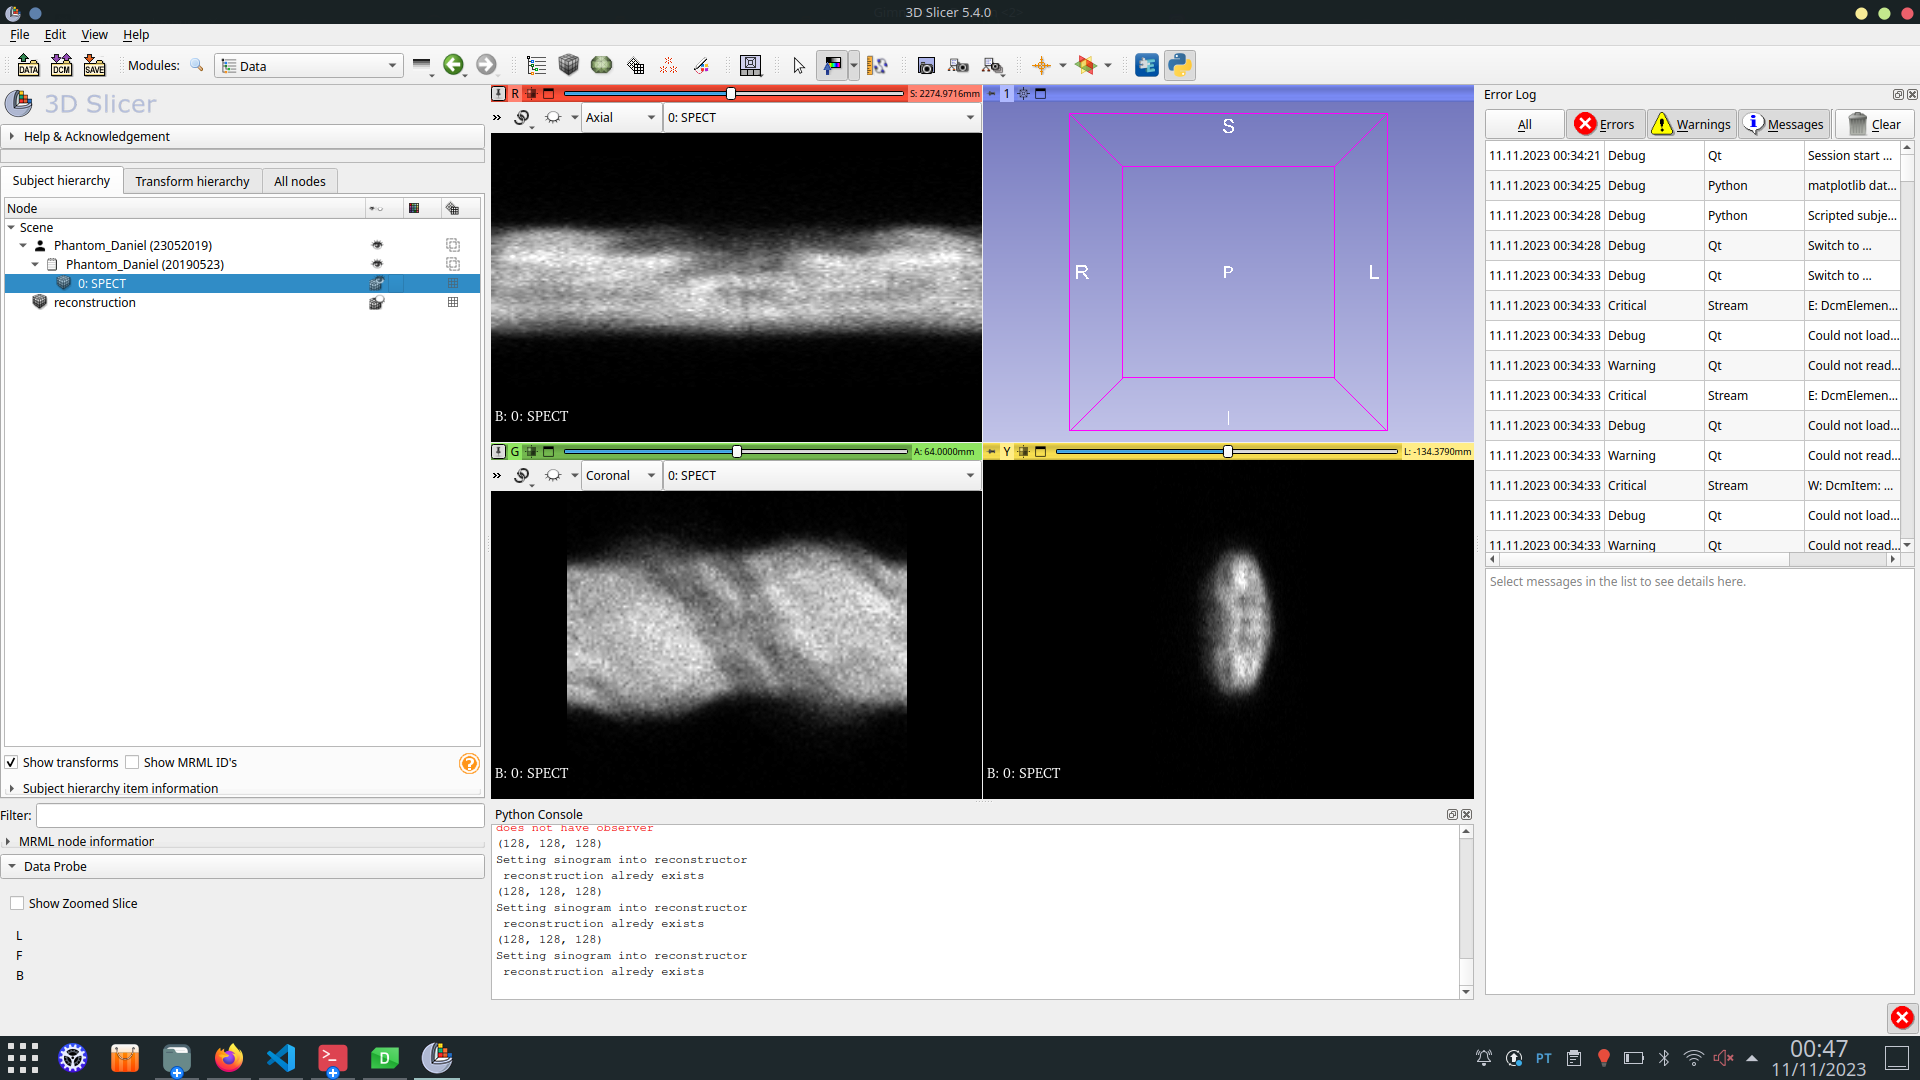 3D Slicer 5.4.0
File Edit View Help
DATA DCM SAVE Modules: Data
3D Slicer
Help & Acknowledgement
Subject hierarchy Transform hierarchy All nodes
Node
Scene
Phantom_Daniel (23052019)
Phantom_Daniel (20190523)
0: SPECT
reconstruction
Show transforms Show MRML ID's
Subject hierarchy item information
Filter:
MRML node information
Data Probe
Show Zoomed Slice
L
F
B
R S: 2274.9716mm
Axial 0: SPECT
B: 0: SPECT
1
S
R P L
I
G A: 64.0000mm
Coronal 0: SPECT
B: 0: SPECT
Y L: -134.3790mm
B: 0: SPECT
Python Console
does not have observer
(128, 128, 128)
Setting sinogram into reconstructor
reconstruction alredy exists
(128, 128, 128)
Setting sinogram into reconstructor
reconstruction alredy exists
(128, 128, 128)
Setting sinogram into reconstructor
reconstruction alredy exists
Error Log
All Errors Warnings Messages Clear
11.11.2023 00:34:21 Debug Qt Session start ...
11.11.2023 00:34:25 Debug Python matplotlib dat...
11.11.2023 00:34:28 Debug Python Scripted subje...
11.11.2023 00:34:28 Debug Qt Switch to ...
11.11.2023 00:34:33 Debug Qt Switch to ...
11.11.2023 00:34:33 Critical Stream E: DcmElemen...
11.11.2023 00:34:33 Debug Qt Could not load...
11.11.2023 00:34:33 Warning Qt Could not read...
11.11.2023 00:34:33 Critical Stream E: DcmElemen...
11.11.2023 00:34:33 Debug Qt Could not load...
11.11.2023 00:34:33 Warning Qt Could not read...
11.11.2023 00:34:33 Critical Stream W: DcmItem: ...
11.11.2023 00:34:33 Debug Qt Could not load...
11.11.2023 00:34:33 Warning Qt Could not read...
Select messages in the list to see details here.
D
PT
00:47
11/11/2023